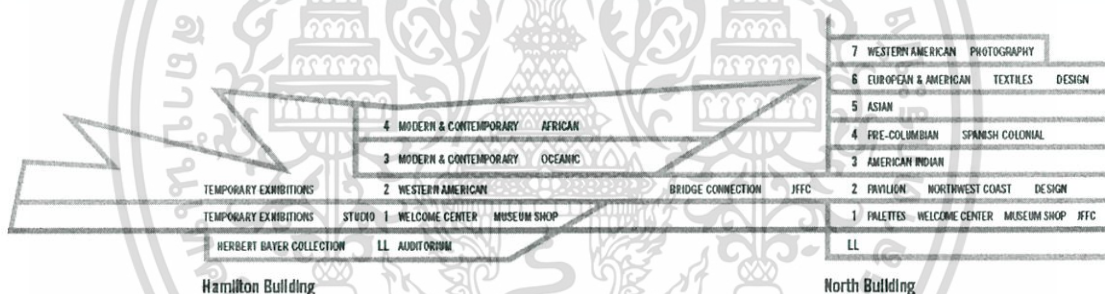 7 WESTERN AMERICAN PHOTOGRAPHY
6 EUROPEAN & AMERICAN TEXTILES DESIGN
5 ASIAN
4 MODERN & CONTEMPORARY AFRICAN
4 PRE-COLUMBIAN SPANISH COLONIAL
3 MODERN & CONTEMPORARY OCEANIC
3 AMERICAN INDIAN
TEMPORARY EXHIBITIONS 2 WESTERN AMERICAN BRIDGE CONNECTION JFFC
2 PAVILION NORTHWEST COAST DESIGN
TEMPORARY EXHIBITIONS STUDIO 1 WELCOME CENTER MUSEUM SHOP
1 PALETTES WELCOME CENTER MUSEUM SHOP JFFC
HERBERT BAYER COLLECTION LL AUDITORIUM
LL
Hamilton Building
North Building